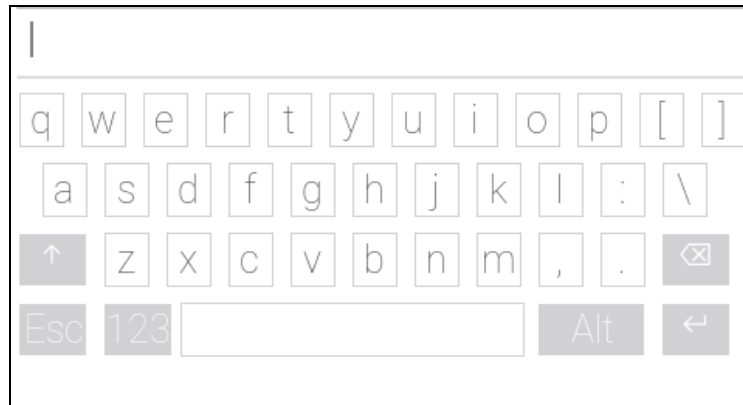 q w e r t y u i o p [ ]
a s d f g h j k l : \
z x c v b n m , .
Esc 123 Alt